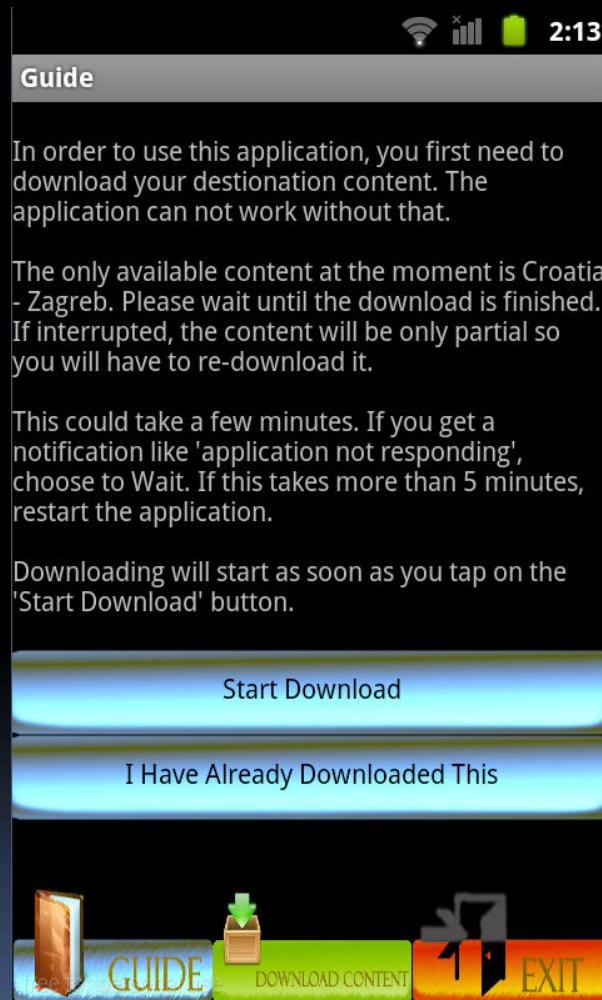 2:13
Guide
In order to use this application, you first need to
download your destionation content. The
application can not work without that.
The only available content at the moment is Croatia
- Zagreb. Please wait until the download is finished.
If interrupted, the content will be only partial so
you will have to re-download it.
This could take a few minutes. If you get a
notification like 'application not responding',
choose to Wait. If this takes more than 5 minutes,
restart the application.
Downloading will start as soon as you tap on the
'Start Download' button.
Start Download
I Have Already Downloaded This
GUIDE
DOWNLOAD CONTENT
EXIT